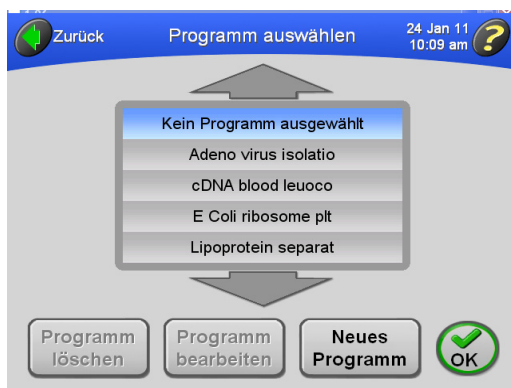 Zurück
Programm auswählen
24 Jan 11
10:09 am
?
Kein Programm ausgewählt
Adeno virus isolatio
cDNA blood leuoco
E Coli ribosome plt
Lipoprotein separat
Programm
löschen
Programm
bearbeiten
Neues
Programm
OK